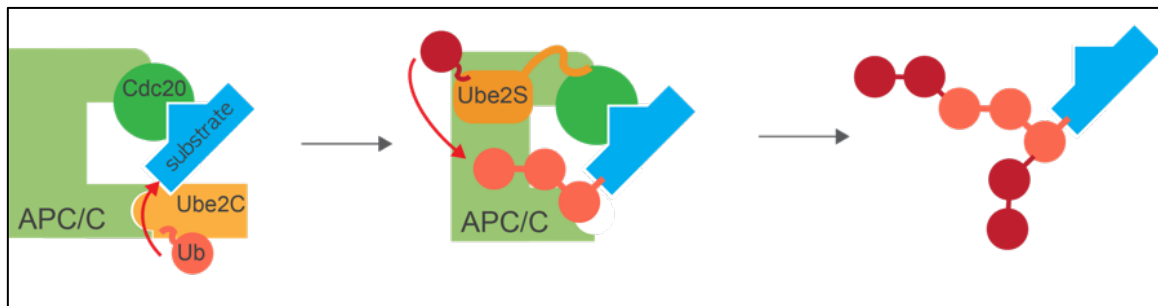 Cdc20
substrate
Ube2C
APC/C
Ub
Ube2S
APC/C